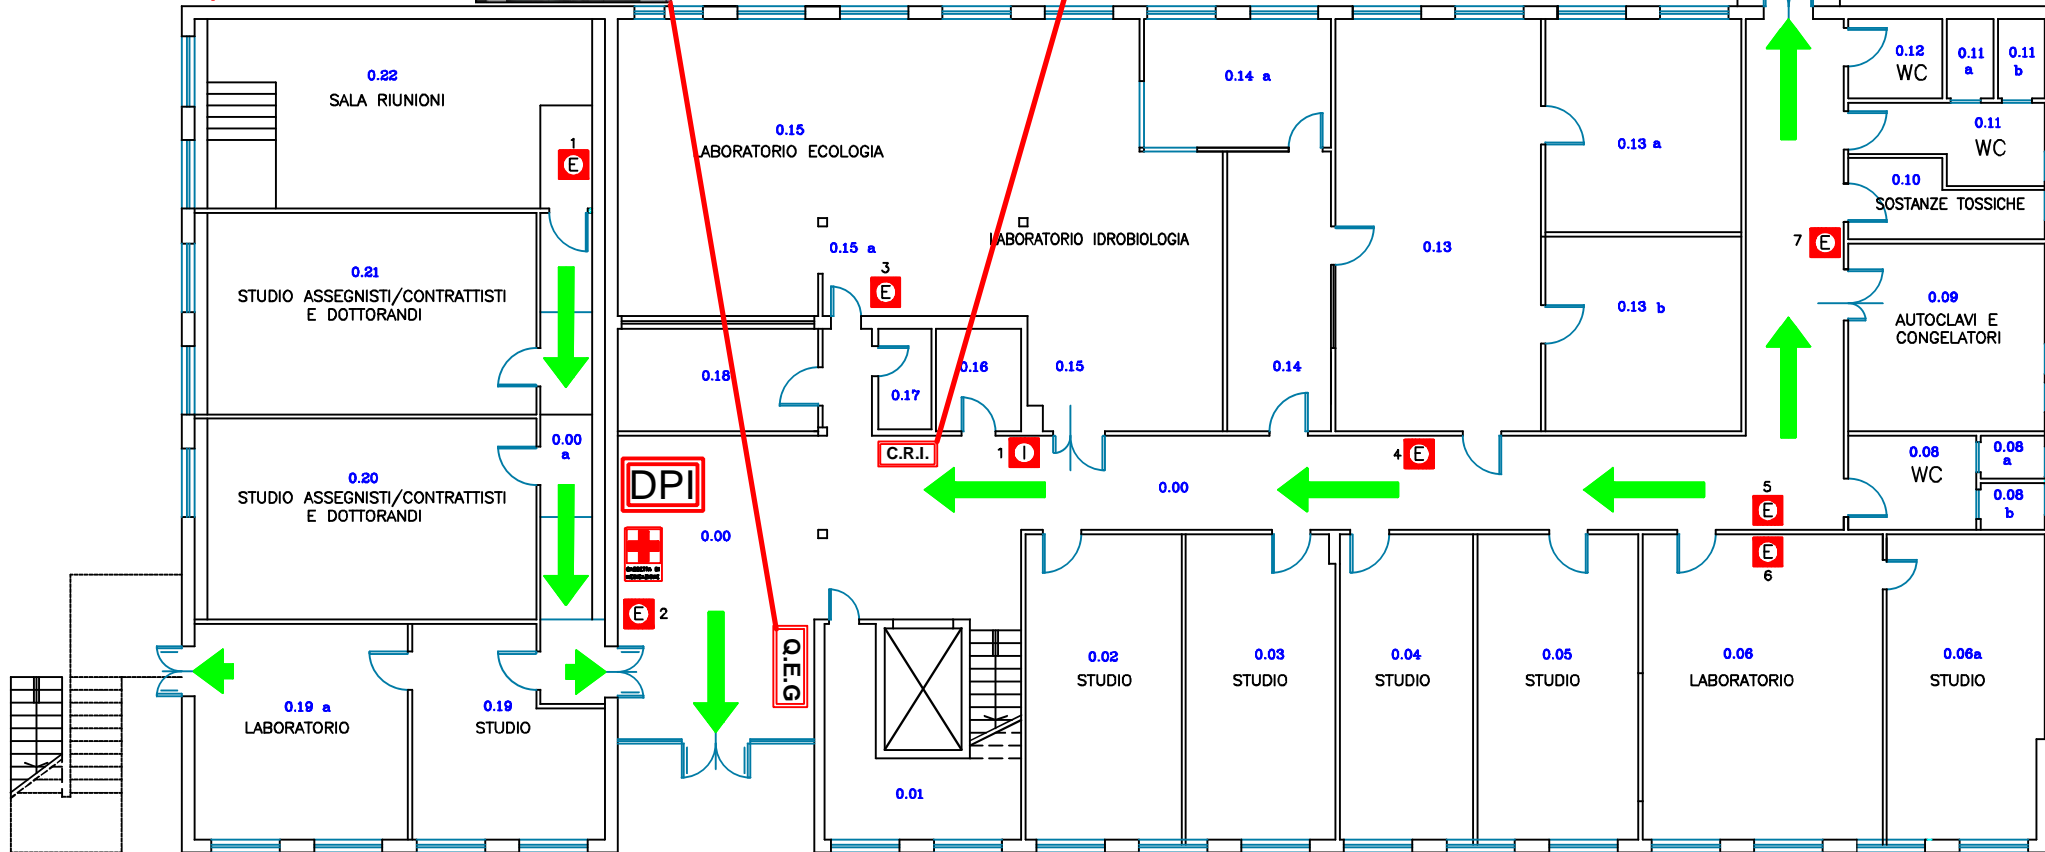 0.22
SALA RIUNIONI
1
E
0.21
STUDIO ASSEGNISTI/CONTRATTISTI
E DOTTORANDI
0.20
STUDIO ASSEGNISTI/CONTRATTISTI
E DOTTORANDI
0.00
a
0.19 a
LABORATORIO
0.19
STUDIO
0.15
LABORATORIO ECOLOGIA
0.15 a
LABORATORIO IDROBIOLOGIA
3
E
0.18
0.17
0.16
0.15
0.14 a
0.14
0.13
0.13 a
0.13 b
C.R.I.
1
I
4
E
DPI
0.00
0.00
CASSETTA DI
MEDICAZIONE
E
2
Q.E.G
0.01
0.02
STUDIO
0.03
STUDIO
0.04
STUDIO
0.05
STUDIO
0.06
LABORATORIO
0.06a
STUDIO
5
E
E
6
0.12
WC
0.11
a
0.11
b
0.11
WC
0.10
SOSTANZE TOSSICHE
7
E
0.09
AUTOCLAVI E
CONGELATORI
0.08
WC
0.08
a
0.08
b